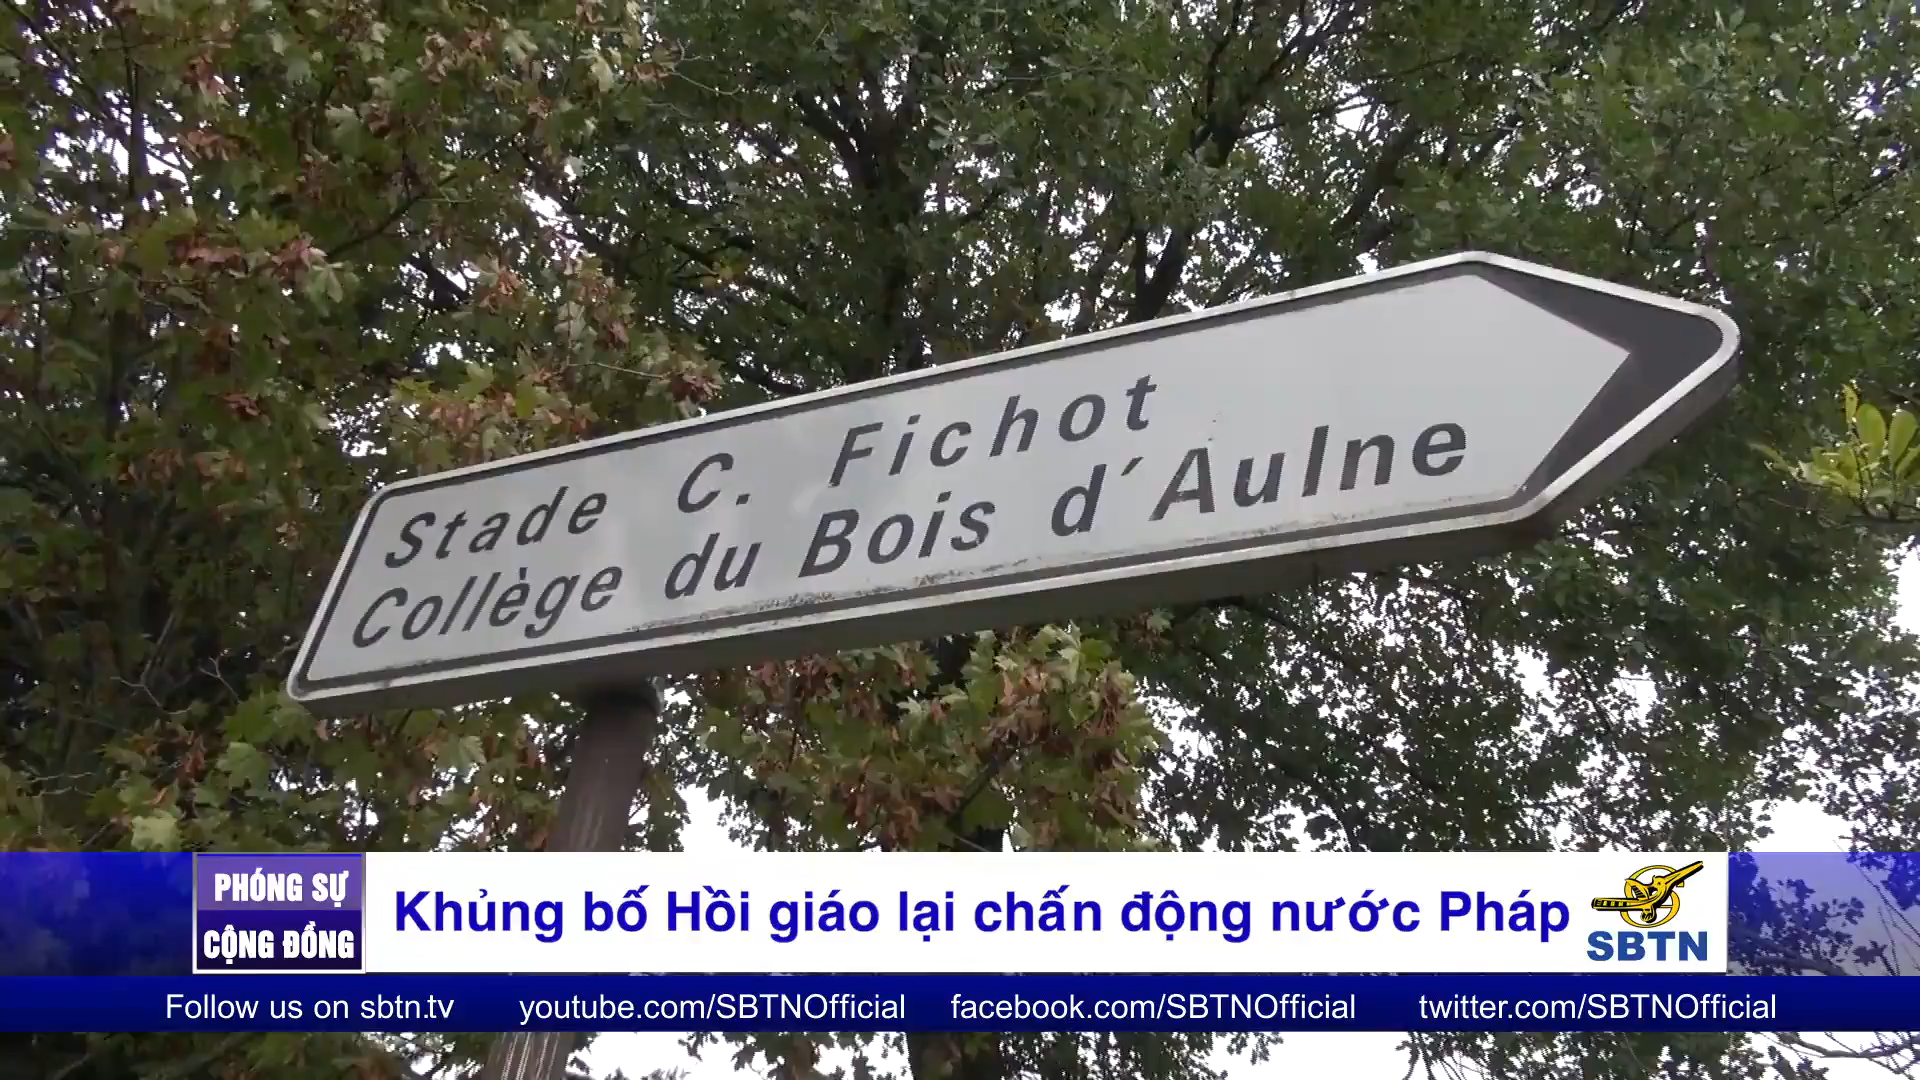 Stade C. Fichot
Collège du Bois d'Aulne
PHÓNG SỰ
CỘNG ĐỒNG
Khủng bố Hồi giáo lại chấn động nước Pháp
SBTN
Follow us on sbtn.tv youtube.com/SBTNOfficial facebook.com/SBTNOfficial twitter.com/SBTNOfficial